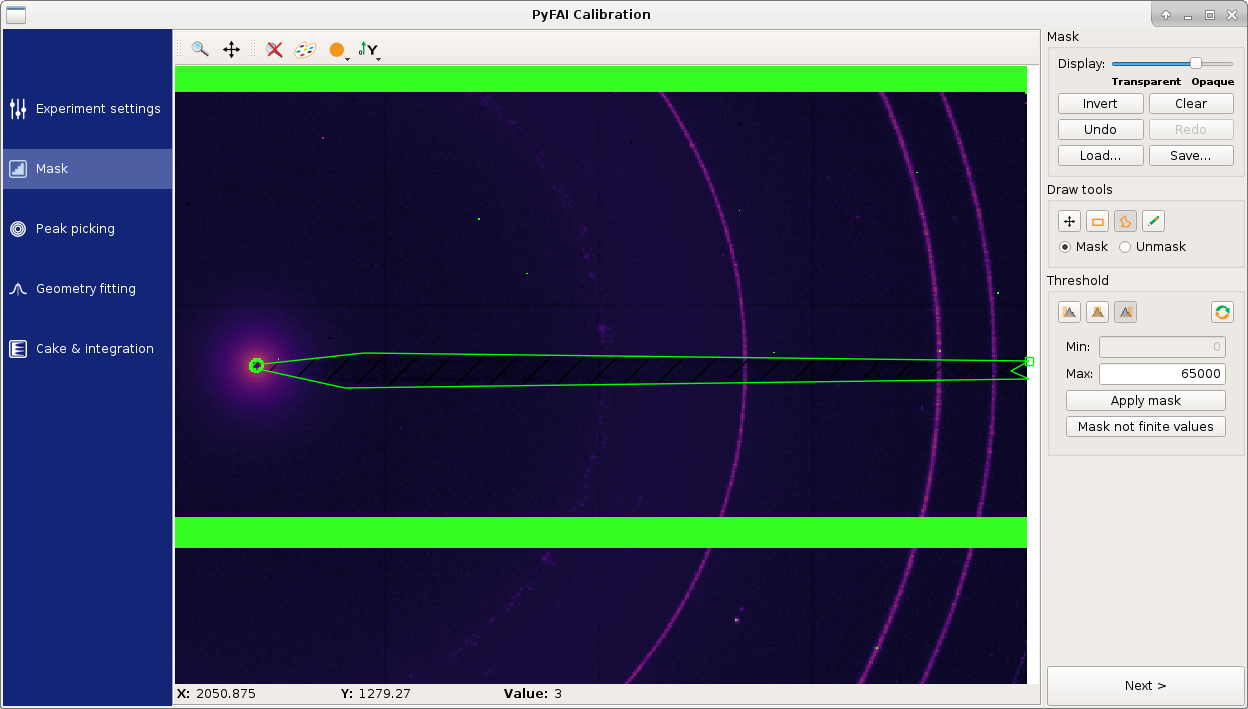 PyFAI Calibration
Experiment settings
Mask
Peak picking
Geometry fitting
Cake & integration
Y
X: 2050.875 Y: 1279.27 Value: 3
Mask
Display:
Transparent Opaque
Invert Clear
Undo Redo
Load... Save...
Draw tools
Mask Unmask
Threshold
Min: 0
Max: 65000
Apply mask
Mask not finite values
Next >